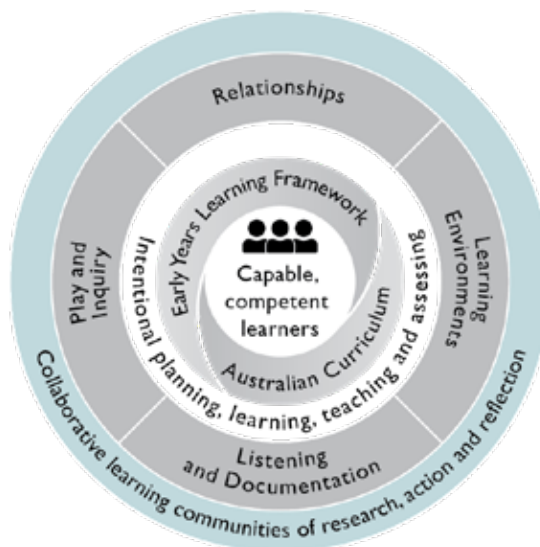 Relationships
Early Years Learning Framework
Play and
Inquiry
Learning
Environments
Capable,
competent
learners
Australian Curriculum
Intentional planning, learning, teaching and assessing
Listening
and Documentation
Collaborative learning communities of research, action and reflection